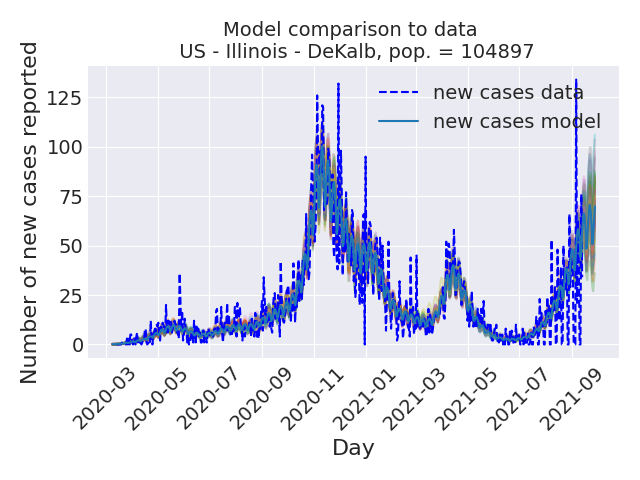 Model comparison to data
US - Illinois - DeKalb, pop. = 104897
new cases data
new cases model
Number of new cases reported
125
100
75
50
25
0
2020-03
2020-05
2020-07
2020-09
2020-11
2021-01
2021-03
2021-05
2021-07
2021-09
Day